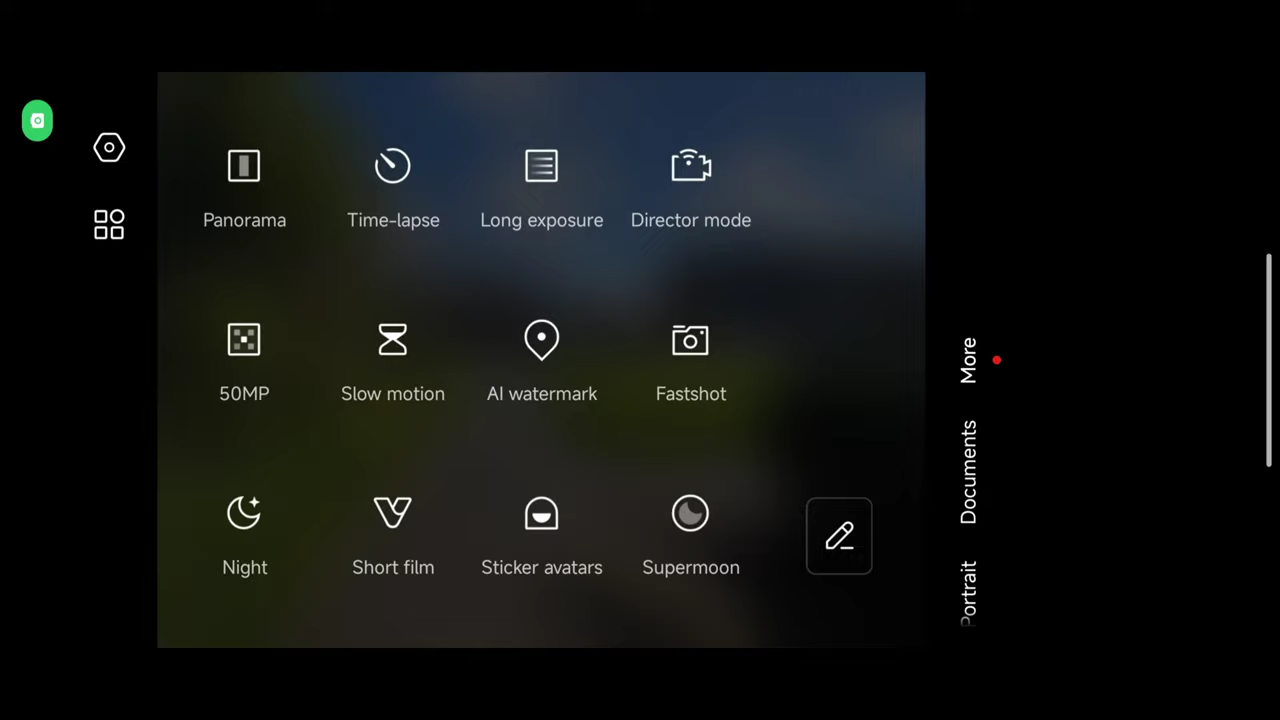 Panorama
Time-lapse
Long exposure
Director mode
50MP
Slow motion
AI watermark
Fastshot
Night
Short film
Sticker avatars
Supermoon
More
Documents
Portrait